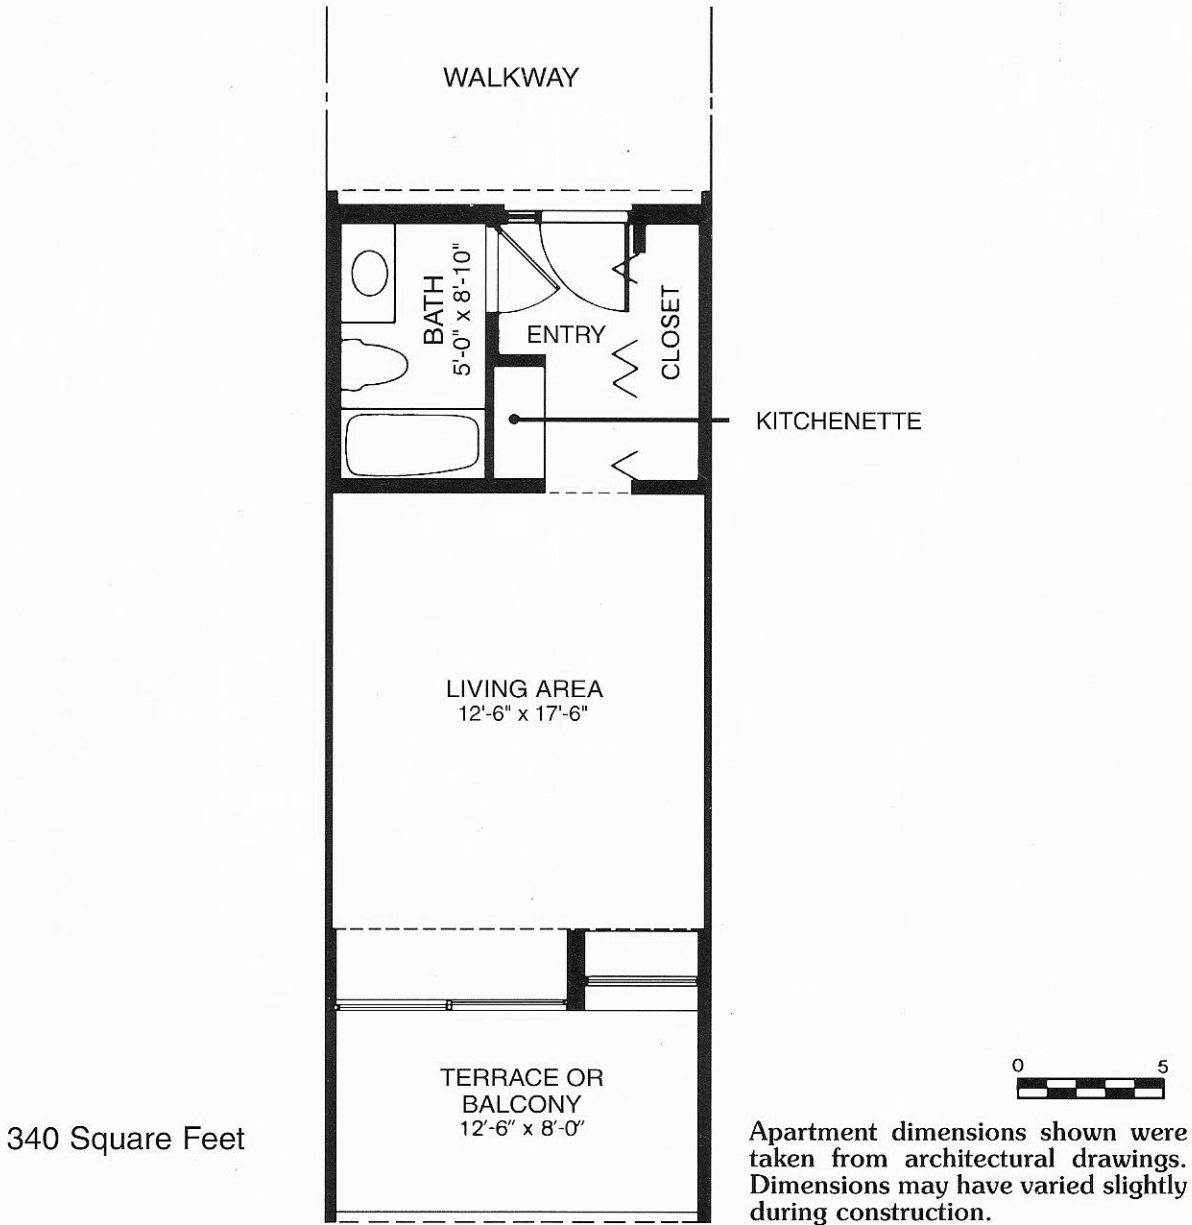 WALKWAY
BATH
5'-0" x 8'-10"
ENTRY
CLOSET
KITCHENETTE
LIVING AREA
12'-6" x 17'-6"
TERRACE OR
BALCONY
12'-6" x 8'-0"
340 Square Feet
0 5
Apartment dimensions shown were
taken from architectural drawings.
Dimensions may have varied slightly
during construction.